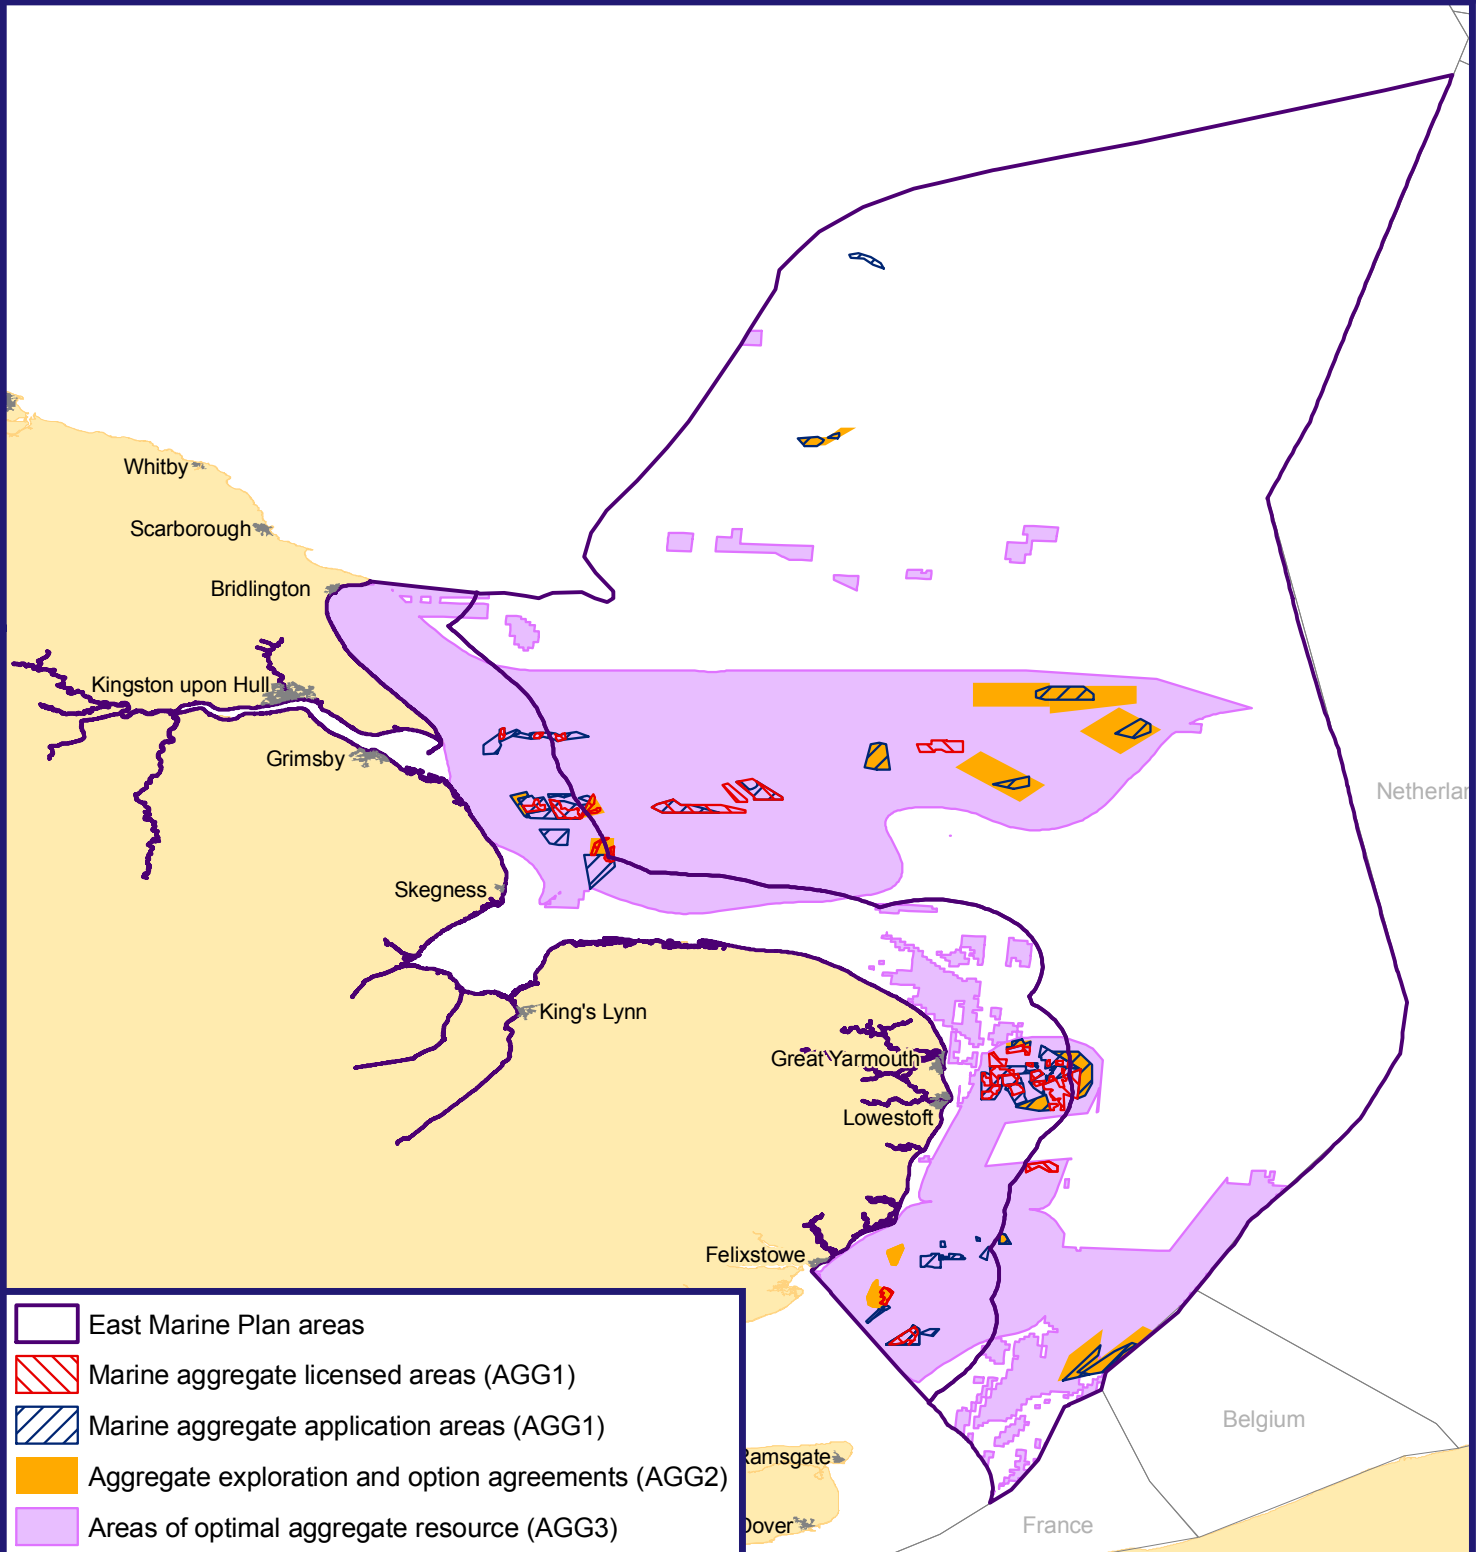 Whitby
Scarborough
Bridlington
Kingston upon Hull
Grimsby
Netherlar
Skegness
King's Lynn
Great Yarmouth
Lowestoft
Felixstowe
East Marine Plan areas
Marine aggregate licensed areas (AGG1)
Marine aggregate application areas (AGG1)
Aggregate exploration and option agreements (AGG2)
Areas of optimal aggregate resource (AGG3)
Belgium
Ramsgate
Dover
France